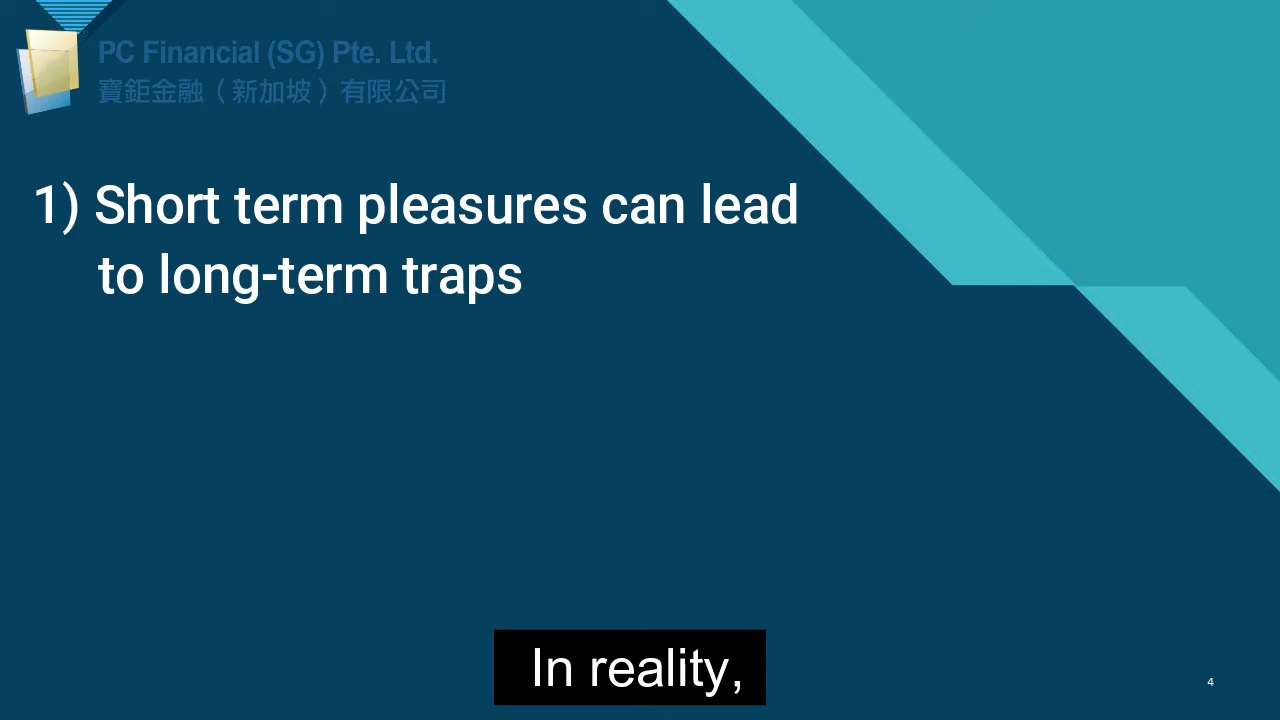 PC Financial (SG) Pte. Ltd.
寶鉅金融（新加坡）有限公司
1) Short term pleasures can lead
to long-term traps
In reality,
4